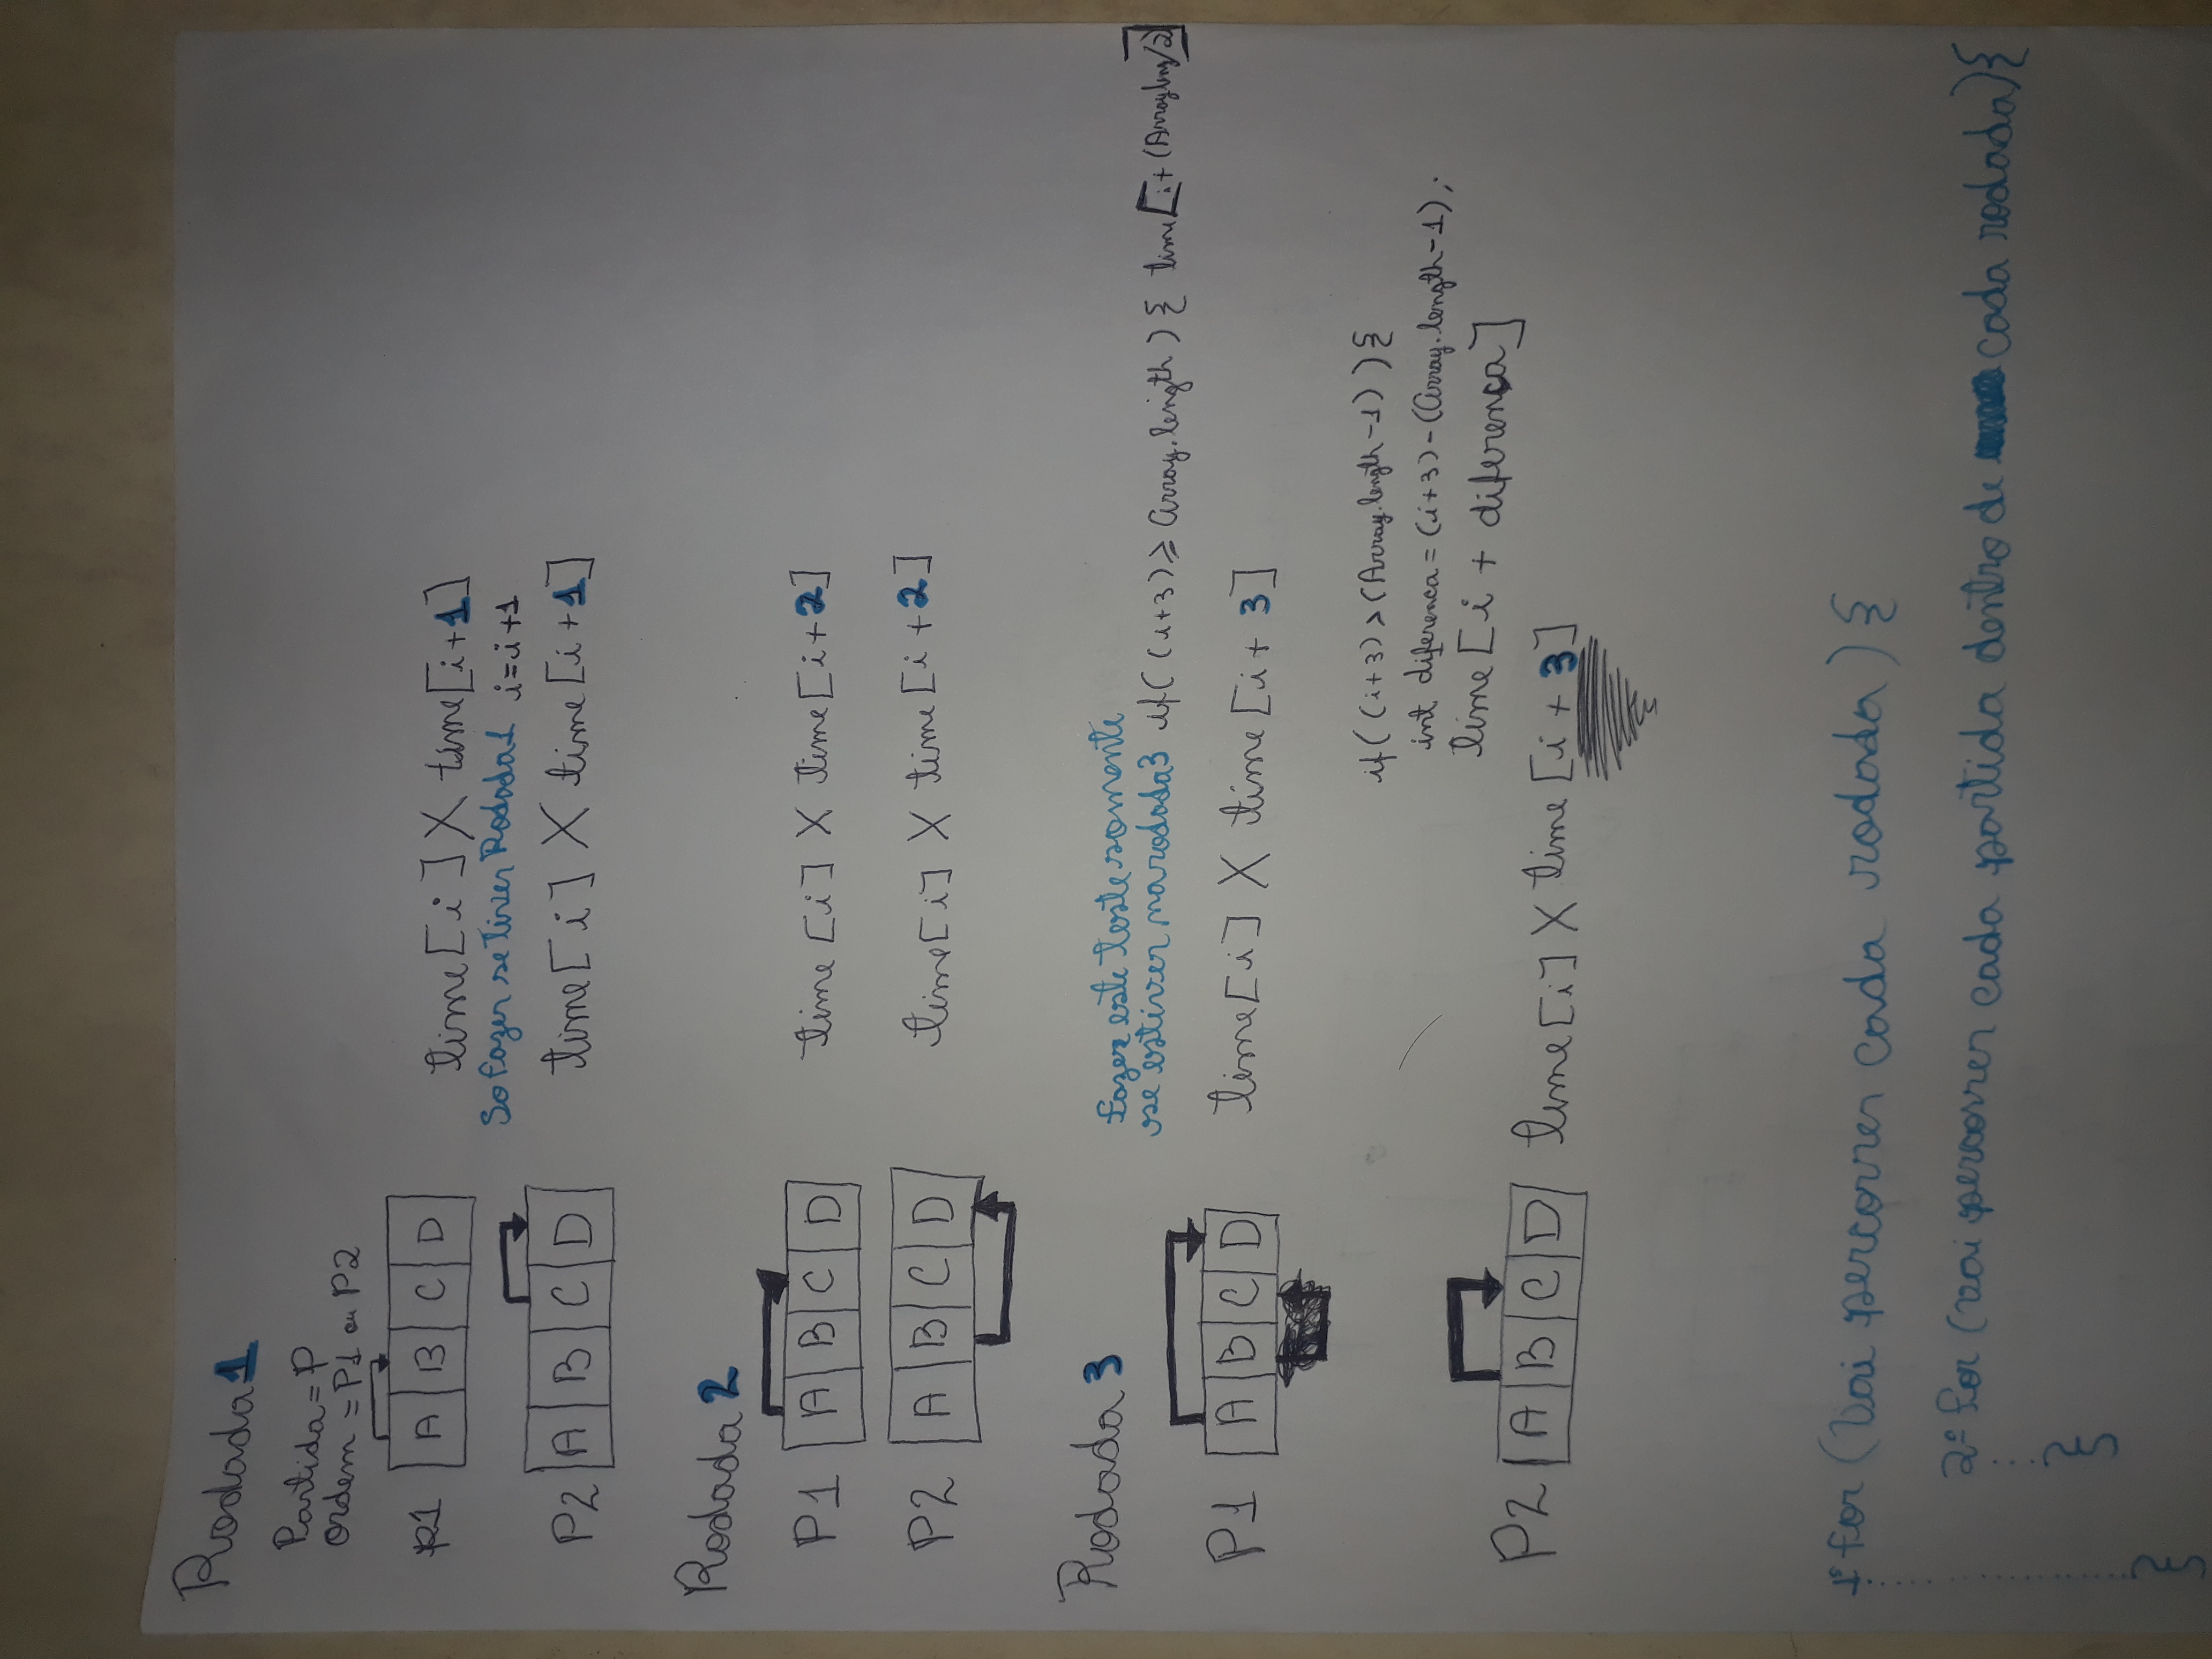 Rodada 1
Partida = P
Ordem = P1 ou P2
P1 A B C D time[i] X time[i+1]
So fazer se tiver Rodada1 i=i+1
P2 A B C D time[i] X time[i+1]
Rodada 2
P1 A B C D time[i] X time[i+2]
P2 A B C D time[i] X time[i+2]
Rodada 3
fazer este teste somente
se estiver na rodada3 if( (i+3) ≥ Array.length ) { time[i+(Array leng/2)]
P1 A B C D time[i] X time[i+3]
if( (i+3) > (Array.length-1) ) {
int diferenca = (i+3)-(Array.length-1);
time[i + diferenca]
P2 A B C D time[i] X time[i+3]
1º for (Vai percorrer cada rodada) {
2º for (vai percorrer cada partida dentro de cada rodada) {
}
}